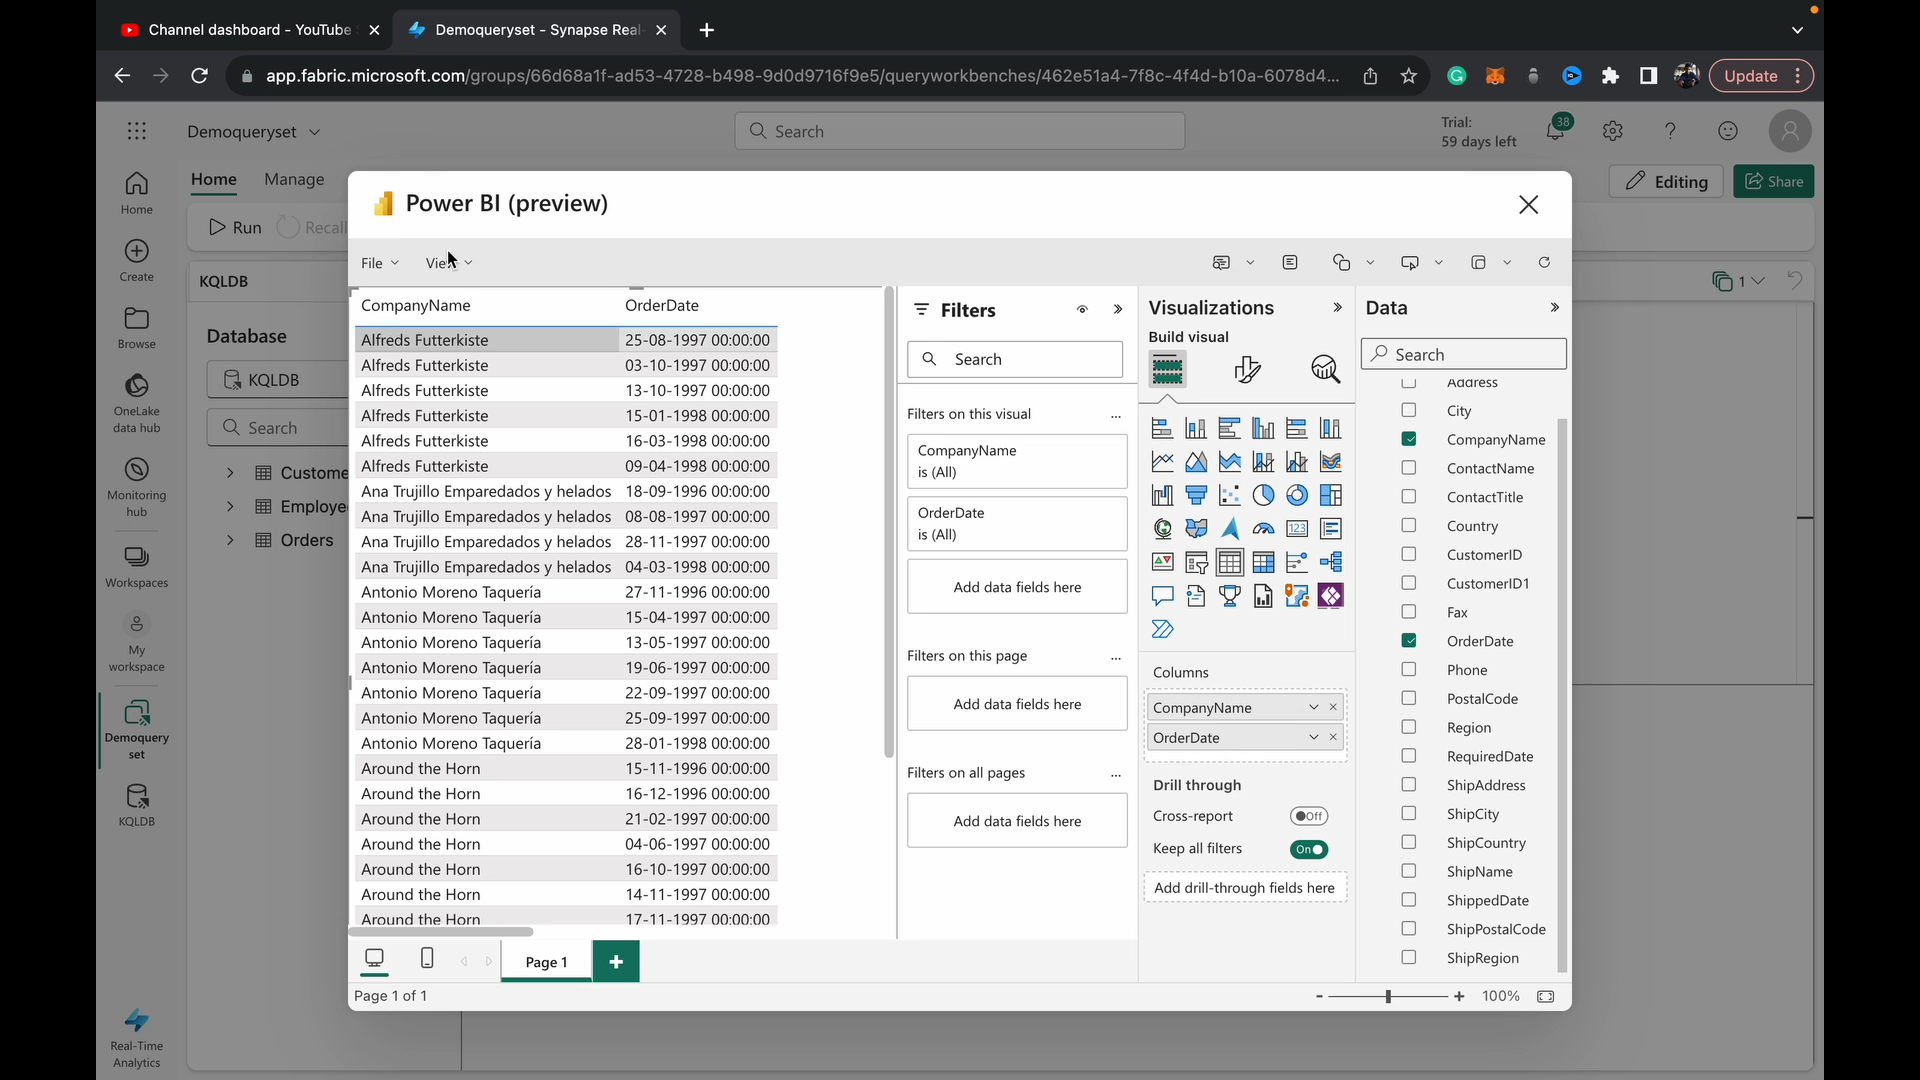 Channel dashboard - YouTube
Demoqueryset - Synapse Real-
app.fabric.microsoft.com/groups/66d68a1f-ad53-4728-b498-9d0d9716f9e5/queryworkbenches/462e51a4-7f8c-4f4d-b10a-6078d4...
Update
Demoqueryset
Search
Trial:
59 days left
38
Home
Manage
Editing
Share
Run
Recall
KQLDB
1
Database
KQLDB
Search
Custome
Employe
Orders
Home
Create
Browse
OneLake
data hub
Monitoring
hub
Workspaces
My
workspace
Demoquery
set
KQLDB
Real-Time
Analytics
Power BI (preview)
File
View
CompanyName OrderDate
Alfreds Futterkiste 25-08-1997 00:00:00
Alfreds Futterkiste 03-10-1997 00:00:00
Alfreds Futterkiste 13-10-1997 00:00:00
Alfreds Futterkiste 15-01-1998 00:00:00
Alfreds Futterkiste 16-03-1998 00:00:00
Alfreds Futterkiste 09-04-1998 00:00:00
Ana Trujillo Emparedados y helados 18-09-1996 00:00:00
Ana Trujillo Emparedados y helados 08-08-1997 00:00:00
Ana Trujillo Emparedados y helados 28-11-1997 00:00:00
Ana Trujillo Emparedados y helados 04-03-1998 00:00:00
Antonio Moreno Taquería 27-11-1996 00:00:00
Antonio Moreno Taquería 15-04-1997 00:00:00
Antonio Moreno Taquería 13-05-1997 00:00:00
Antonio Moreno Taquería 19-06-1997 00:00:00
Antonio Moreno Taquería 22-09-1997 00:00:00
Antonio Moreno Taquería 25-09-1997 00:00:00
Antonio Moreno Taquería 28-01-1998 00:00:00
Around the Horn 15-11-1996 00:00:00
Around the Horn 16-12-1996 00:00:00
Around the Horn 21-02-1997 00:00:00
Around the Horn 04-06-1997 00:00:00
Around the Horn 16-10-1997 00:00:00
Around the Horn 14-11-1997 00:00:00
Around the Horn 17-11-1997 00:00:00
Page 1
Page 1 of 1
100%
Filters
Search
Filters on this visual ...
CompanyName
is (All)
OrderDate
is (All)
Add data fields here
Filters on this page ...
Add data fields here
Filters on all pages ...
Add data fields here
Visualizations
Build visual
123
Columns
CompanyName
OrderDate
Drill through
Cross-report Off
Keep all filters On
Add drill-through fields here
Data
Search
Address
City
CompanyName
ContactName
ContactTitle
Country
CustomerID
CustomerID1
Fax
OrderDate
Phone
PostalCode
Region
RequiredDate
ShipAddress
ShipCity
ShipCountry
ShipName
ShippedDate
ShipPostalCode
ShipRegion